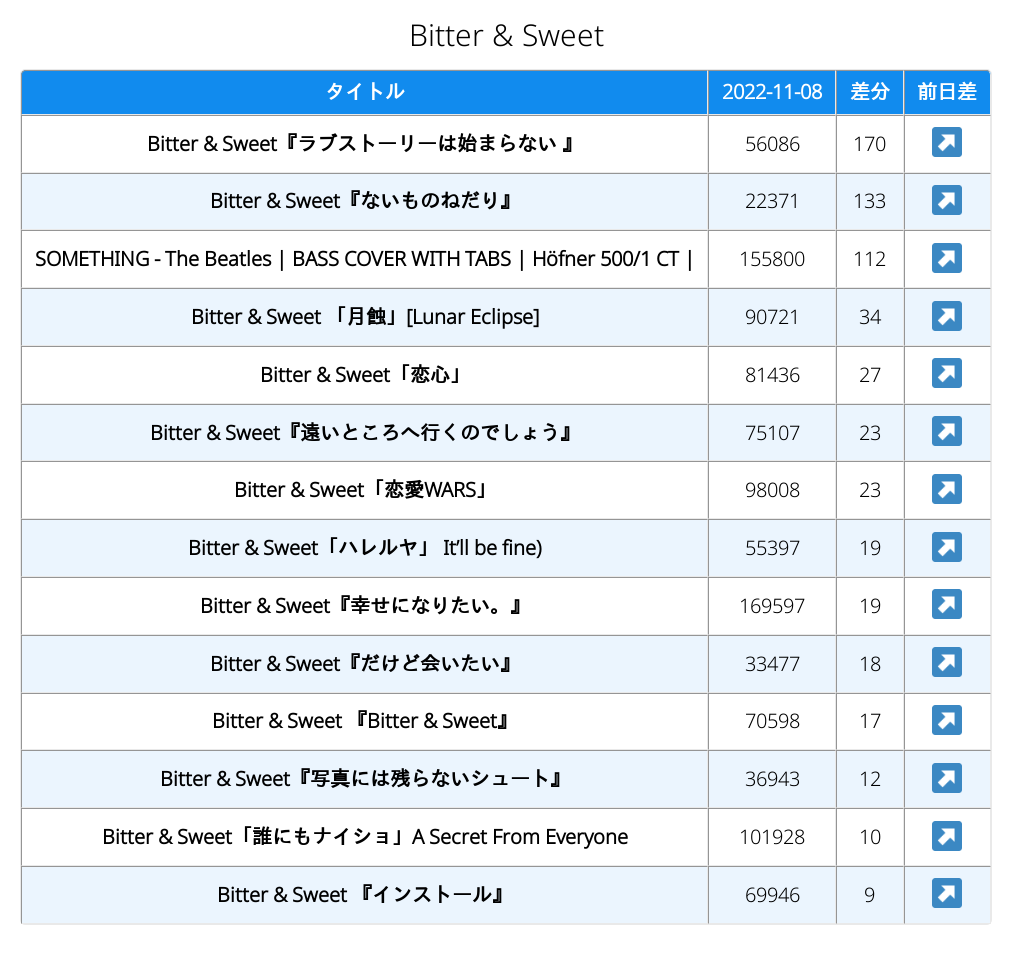 Bitter & Sweet
タイトル 2022-11-08 差分 前日差
Bitter & Sweet『ラブストーリーは始まらない 』 56086 170
Bitter & Sweet『ないものねだり』 22371 133
SOMETHING - The Beatles | BASS COVER WITH TABS | Höfner 500/1 CT | 155800 112
Bitter & Sweet 「月蝕」[Lunar Eclipse] 90721 34
Bitter & Sweet「恋心」 81436 27
Bitter & Sweet『遠いところへ行くのでしょう』 75107 23
Bitter & Sweet「恋愛WARS」 98008 23
Bitter & Sweet「ハレルヤ」 It’ll be fine) 55397 19
Bitter & Sweet『幸せになりたい。』 169597 19
Bitter & Sweet『だけど会いたい』 33477 18
Bitter & Sweet 『Bitter & Sweet』 70598 17
Bitter & Sweet『写真には残らないシュート』 36943 12
Bitter & Sweet「誰にもナイショ」A Secret From Everyone 101928 10
Bitter & Sweet 『インストール』 69946 9